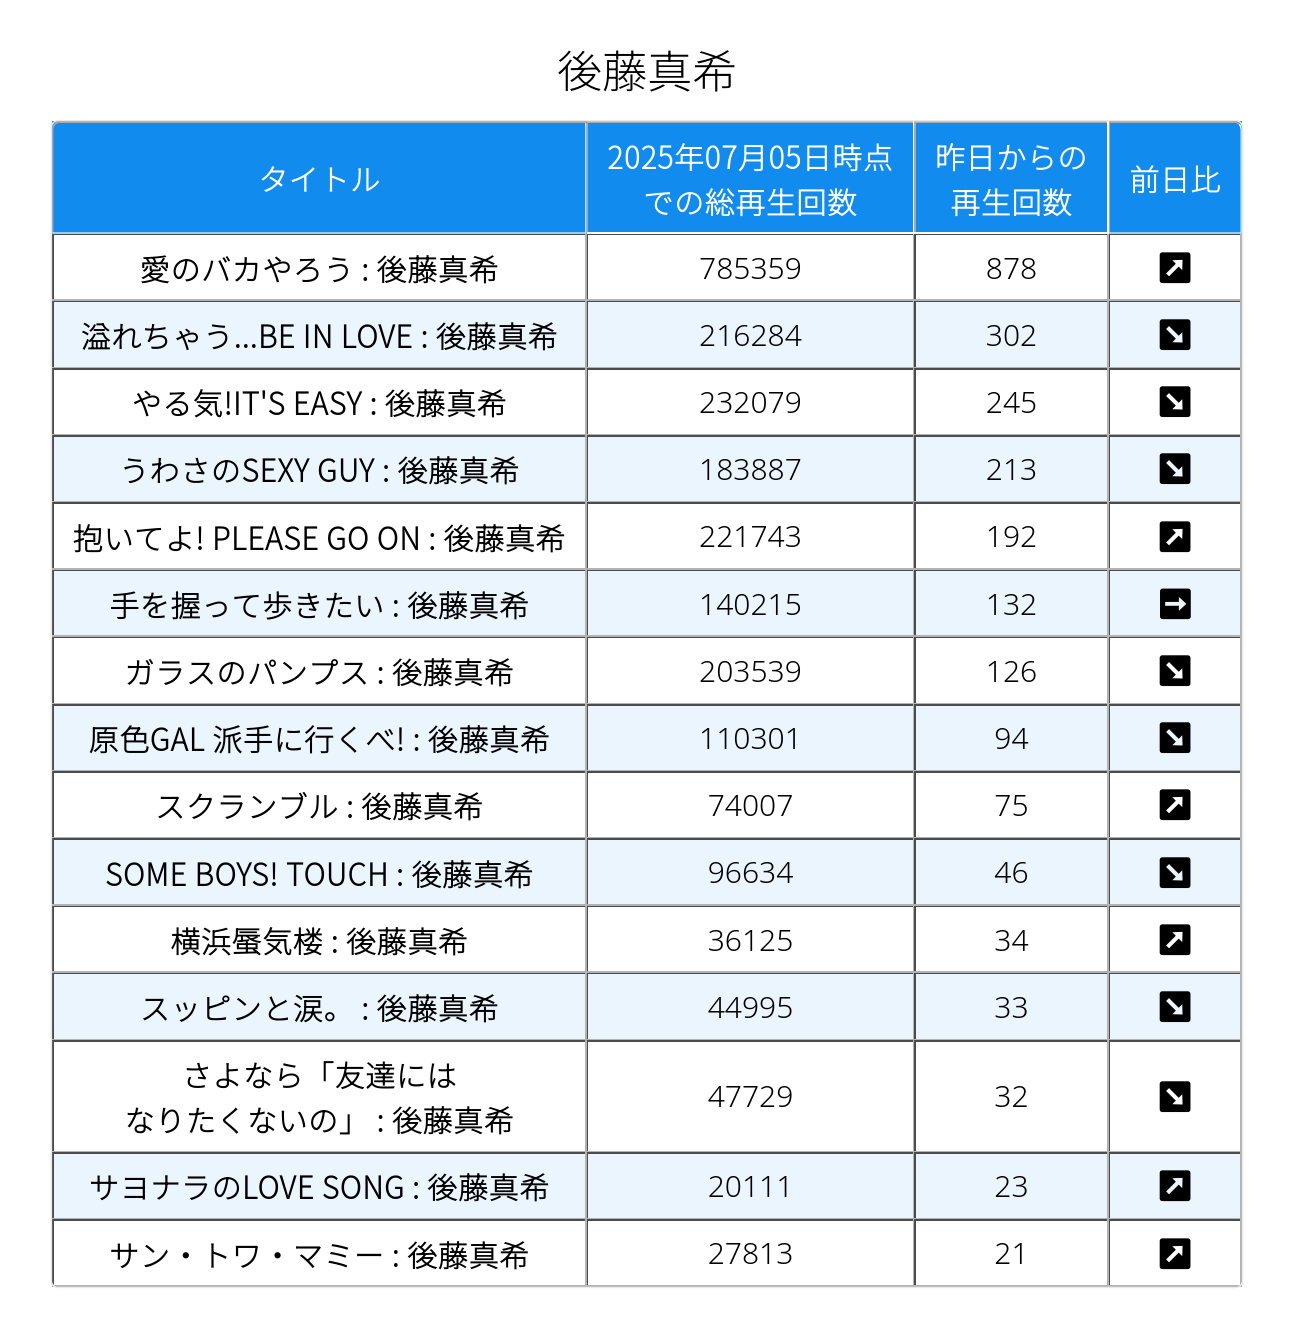 後藤真希
タイトル
2025年07月05日時点
での総再生回数
昨日からの
再生回数
前日比
愛のバカやろう : 後藤真希 785359 878
溢れちゃう...BE IN LOVE : 後藤真希 216284 302
やる気!IT'S EASY : 後藤真希 232079 245
うわさのSEXY GUY : 後藤真希 183887 213
抱いてよ! PLEASE GO ON : 後藤真希 221743 192
手を握って歩きたい : 後藤真希 140215 132
ガラスのパンプス : 後藤真希 203539 126
原色GAL 派手に行くべ! : 後藤真希 110301 94
スクランブル : 後藤真希 74007 75
SOME BOYS! TOUCH : 後藤真希 96634 46
横浜蜃気楼 : 後藤真希 36125 34
スッピンと涙。 : 後藤真希 44995 33
さよなら「友達には
なりたくないの」 : 後藤真希 47729 32
サヨナラのLOVE SONG : 後藤真希 20111 23
サン・トワ・マミー : 後藤真希 27813 21